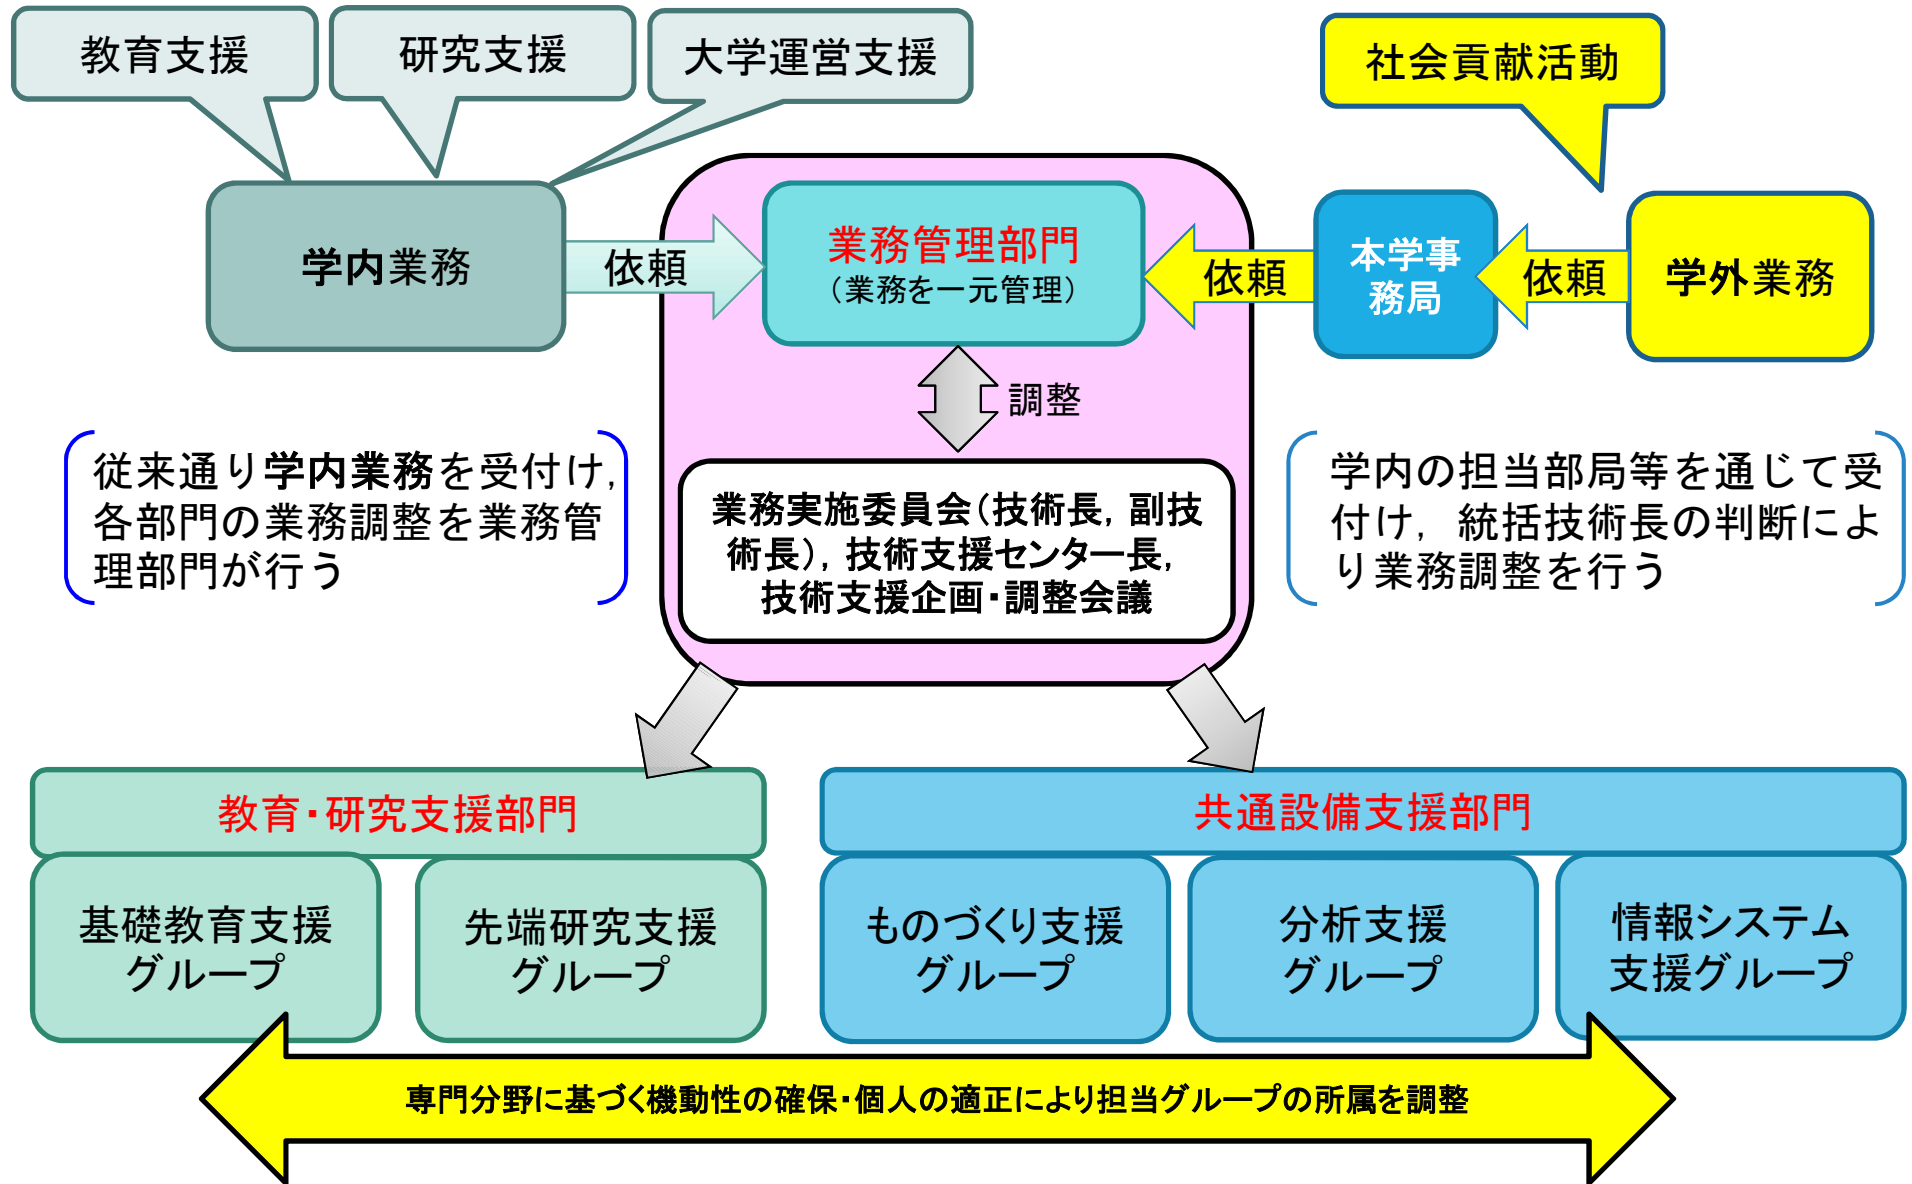 教育支援
研究支援
大学運営支援
社会貢献活動
学内業務
依頼
業務管理部門
（業務を一元管理）
依頼
本学事
務局
依頼
学外業務
調整
従来通り学内業務を受付け,
各部門の業務調整を業務管
理部門が行う
業務実施委員会（技術長, 副技
術長）, 技術支援センター長,
技術支援企画・調整会議
学内の担当部局等を通じて受
付け, 統括技術長の判断によ
り業務調整を行う
教育・研究支援部門
共通設備支援部門
基礎教育支援
グループ
先端研究支援
グループ
ものづくり支援
グループ
分析支援
グループ
情報システム
支援グループ
専門分野に基づく機動性の確保・個人の適正により担当グループの所属を調整